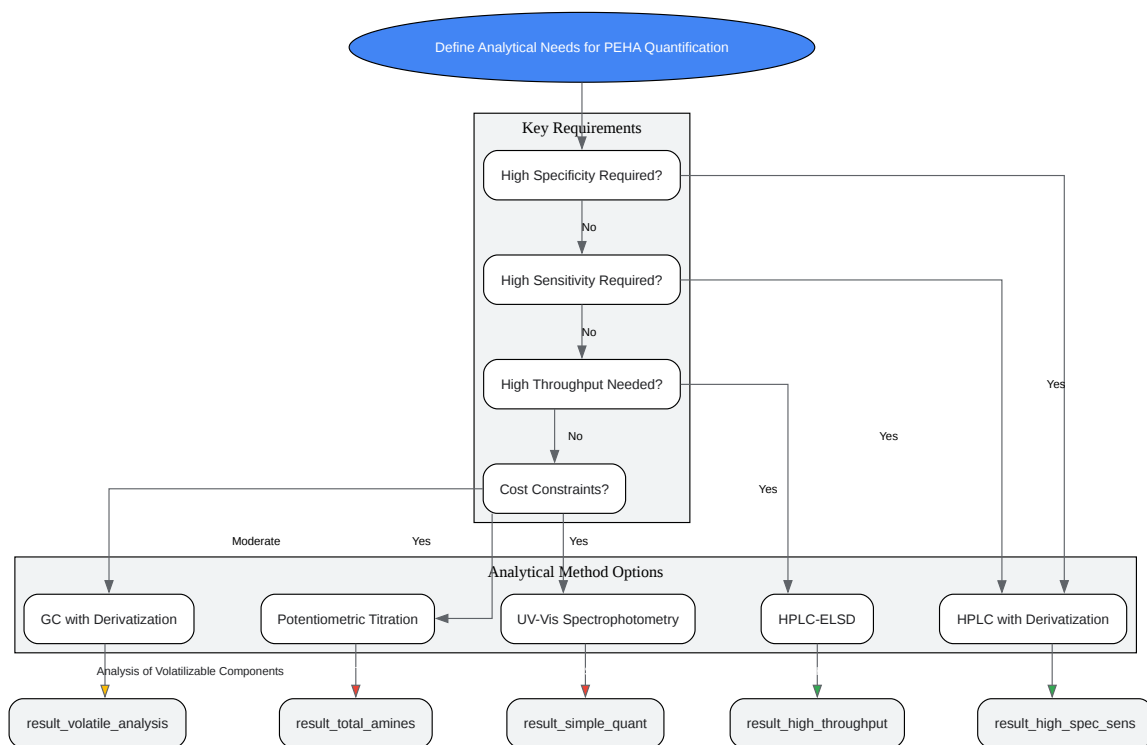 Define Analytical Needs for PEHA Quantification
Key Requirements
High Specificity Required?
No
High Sensitivity Required?
No
High Throughput Needed?
Yes
No
Yes
Yes
Cost Constraints?
Moderate
Yes
Yes
Analytical Method Options
GC with Derivatization
Potentiometric Titration
UV-Vis Spectrophotometry
HPLC-ELSD
HPLC with Derivatization
Analysis of Volatilizable Components
result_volatile_analysis
result_total_amines
result_simple_quant
result_high_throughput
result_high_spec_sens